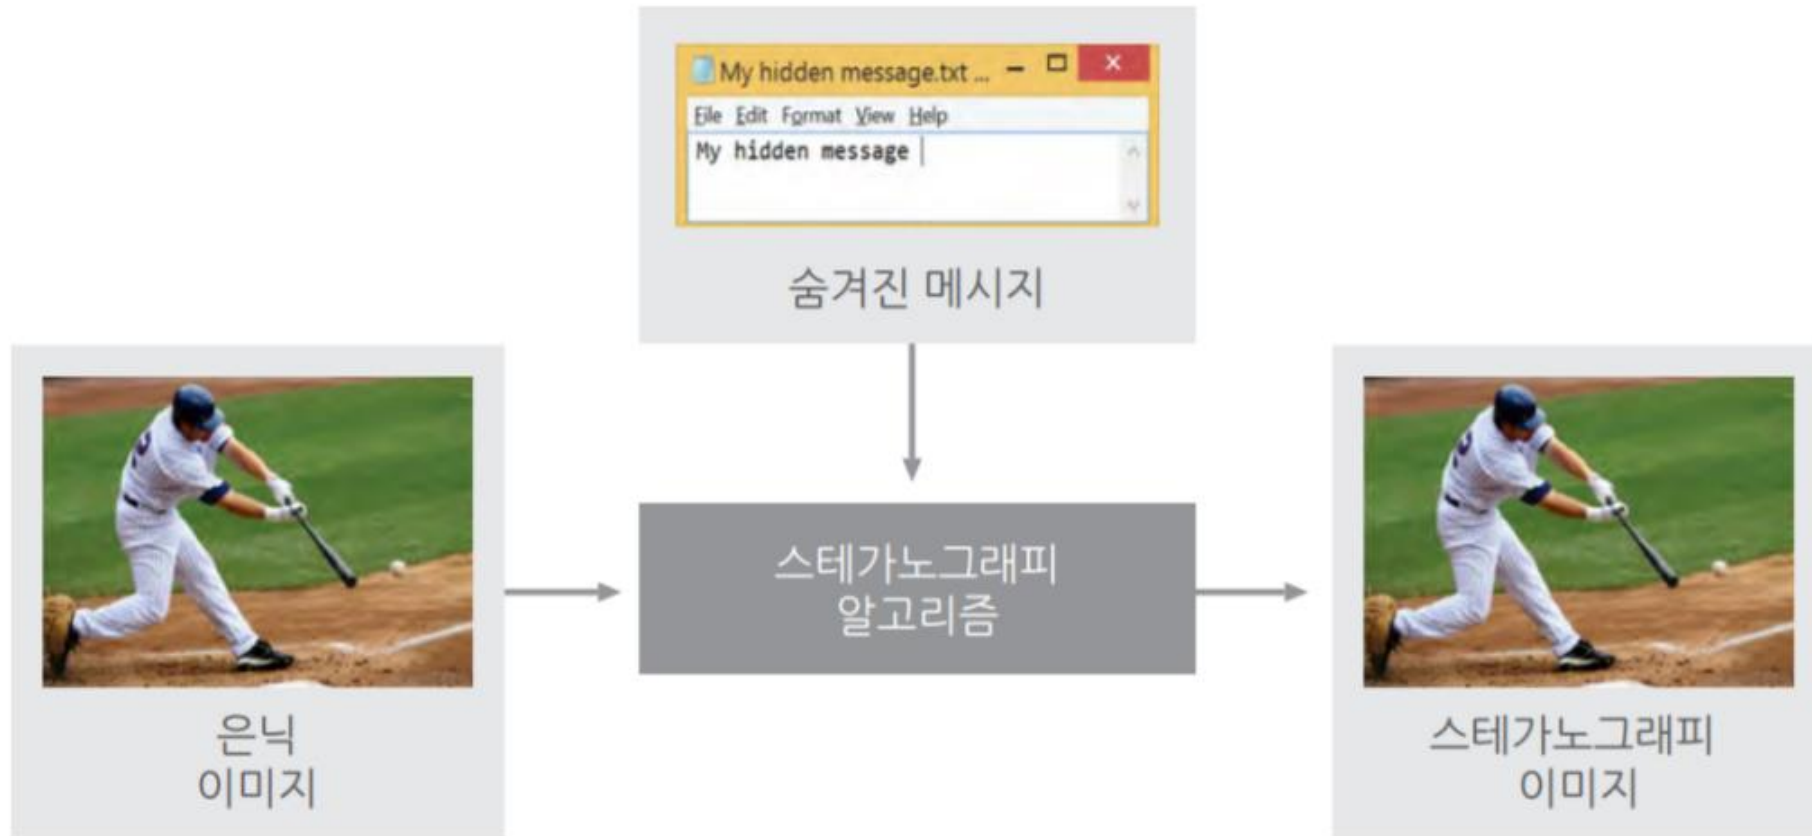 My hidden message.txt ...
File Edit Format View Help
My hidden message
숨겨진 메시지
은닉
이미지
스테가노그래피
알고리즘
스테가노그래피
이미지